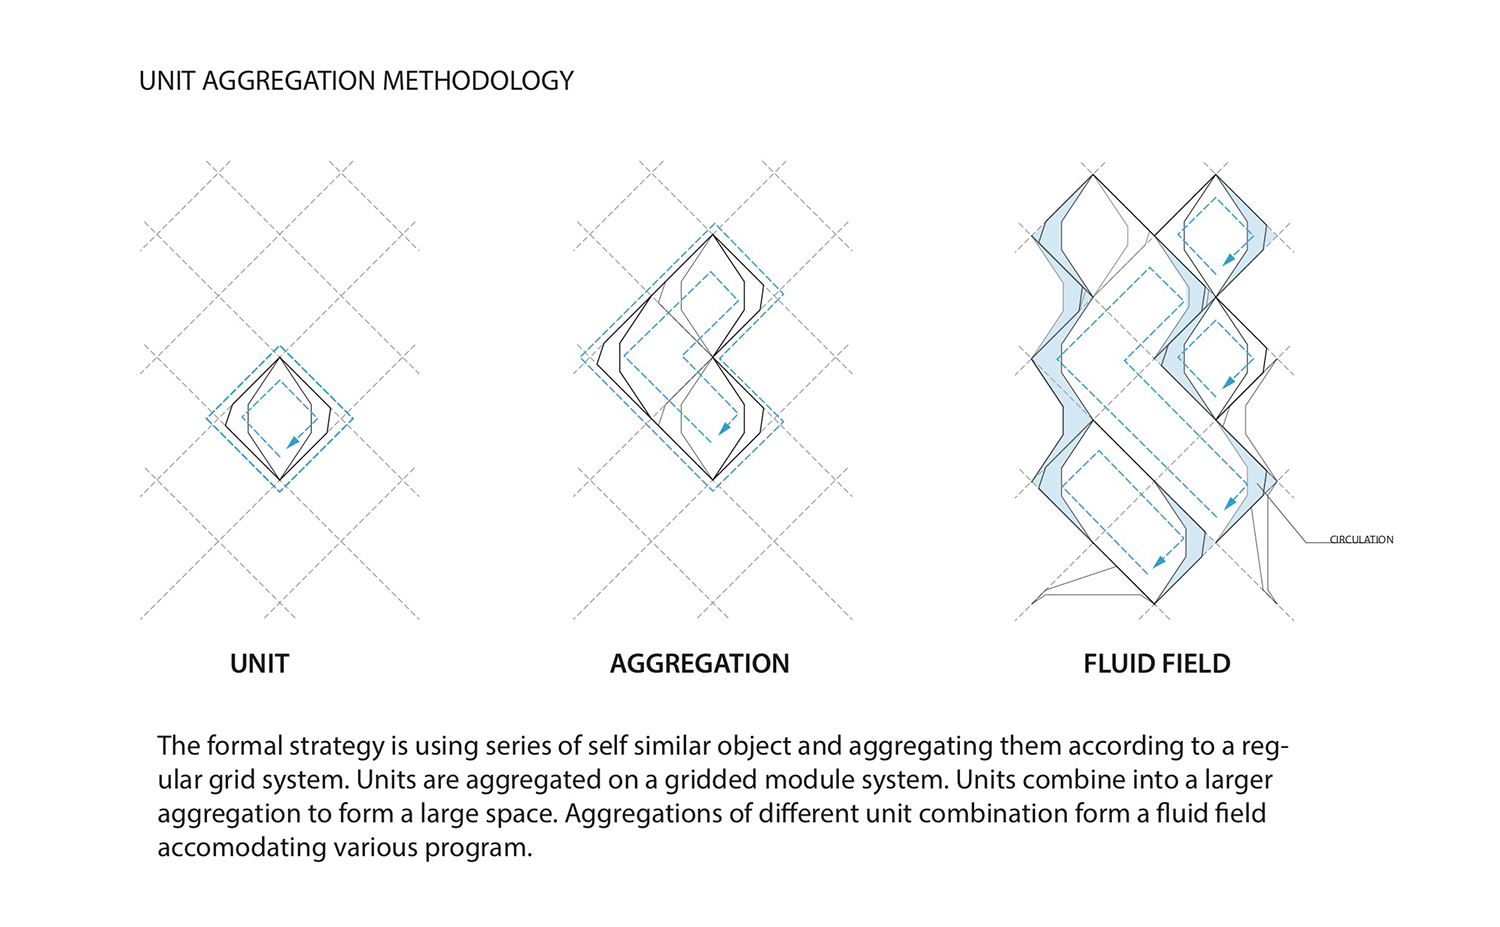 UNIT AGGREGATION METHODOLOGY
CIRCULATION
UNIT
AGGREGATION
FLUID FIELD
The formal strategy is using series of self similar object and aggregating them according to a reg-
ular grid system. Units are aggregated on a gridded module system. Units combine into a larger
aggregation to form a large space. Aggregations of different unit combination form a fluid field
accomodating various program.